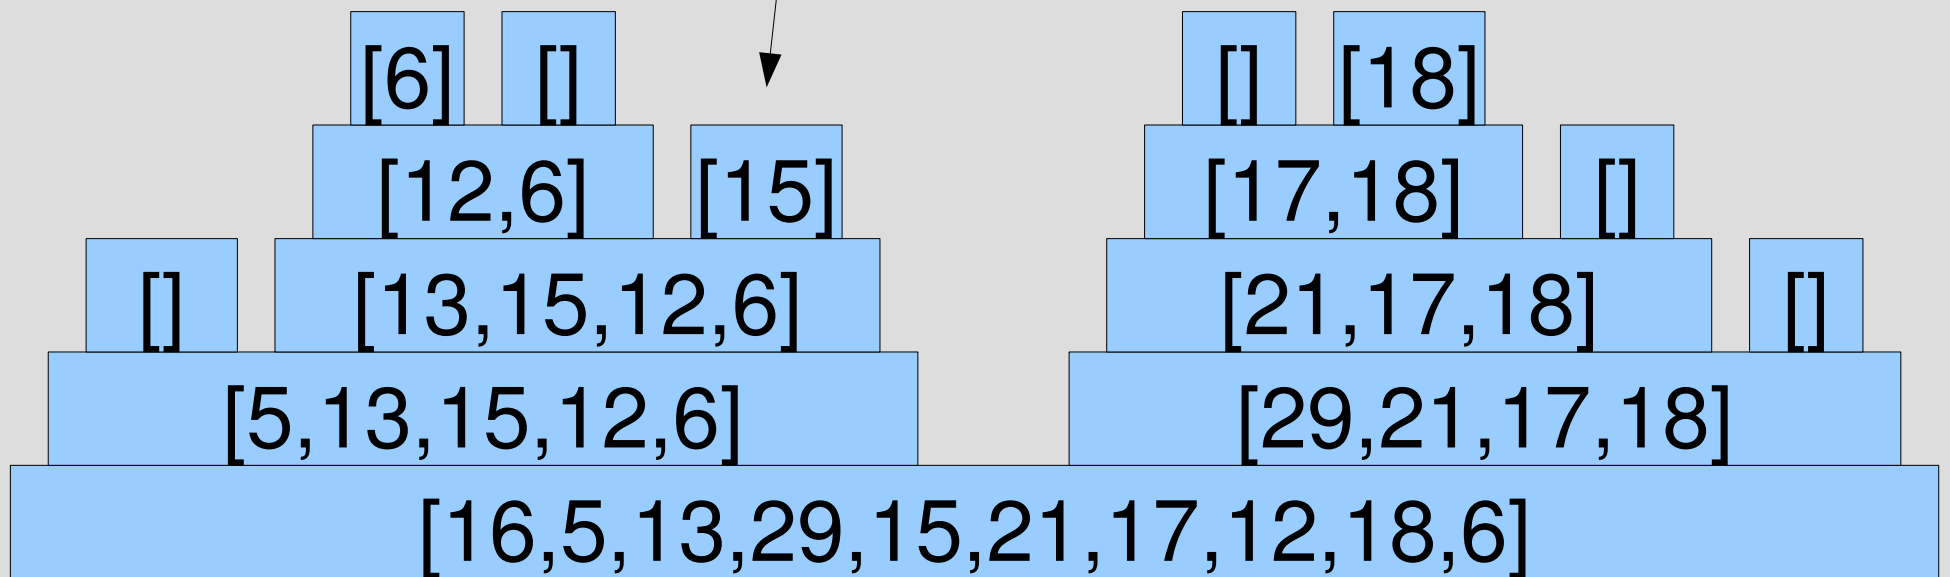 [6] [] [] [18]
[12,6] [15] [17,18] []
[] [13,15,12,6] [21,17,18] []
[5,13,15,12,6] [29,21,17,18]
[16,5,13,29,15,21,17,12,18,6]